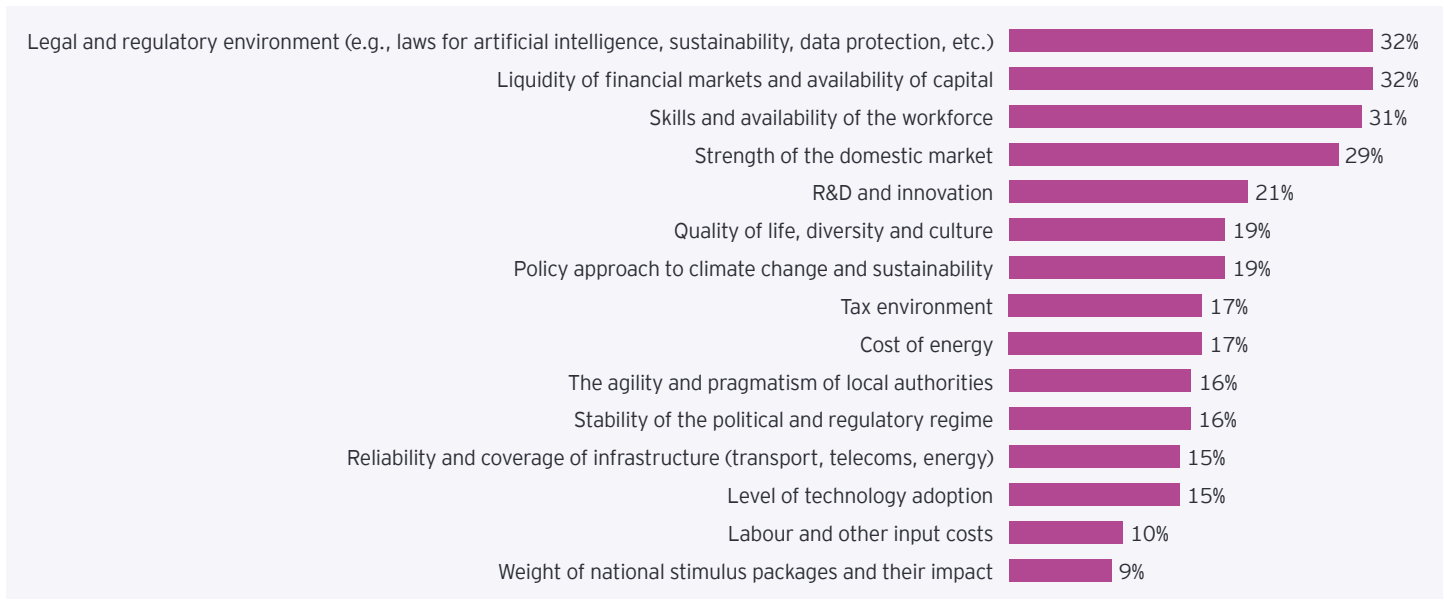 Legal and regulatory environment (e.g., laws for artificial intelligence, sustainability, data protection, etc.) 32%
Liquidity of financial markets and availability of capital 32%
Skills and availability of the workforce 31%
Strength of the domestic market 29%
R&D and innovation 21%
Quality of life, diversity and culture 19%
Policy approach to climate change and sustainability 19%
Tax environment 17%
Cost of energy 17%
The agility and pragmatism of local authorities 16%
Stability of the political and regulatory regime 16%
Reliability and coverage of infrastructure (transport, telecoms, energy) 15%
Level of technology adoption 15%
Labour and other input costs 10%
Weight of national stimulus packages and their impact 9%